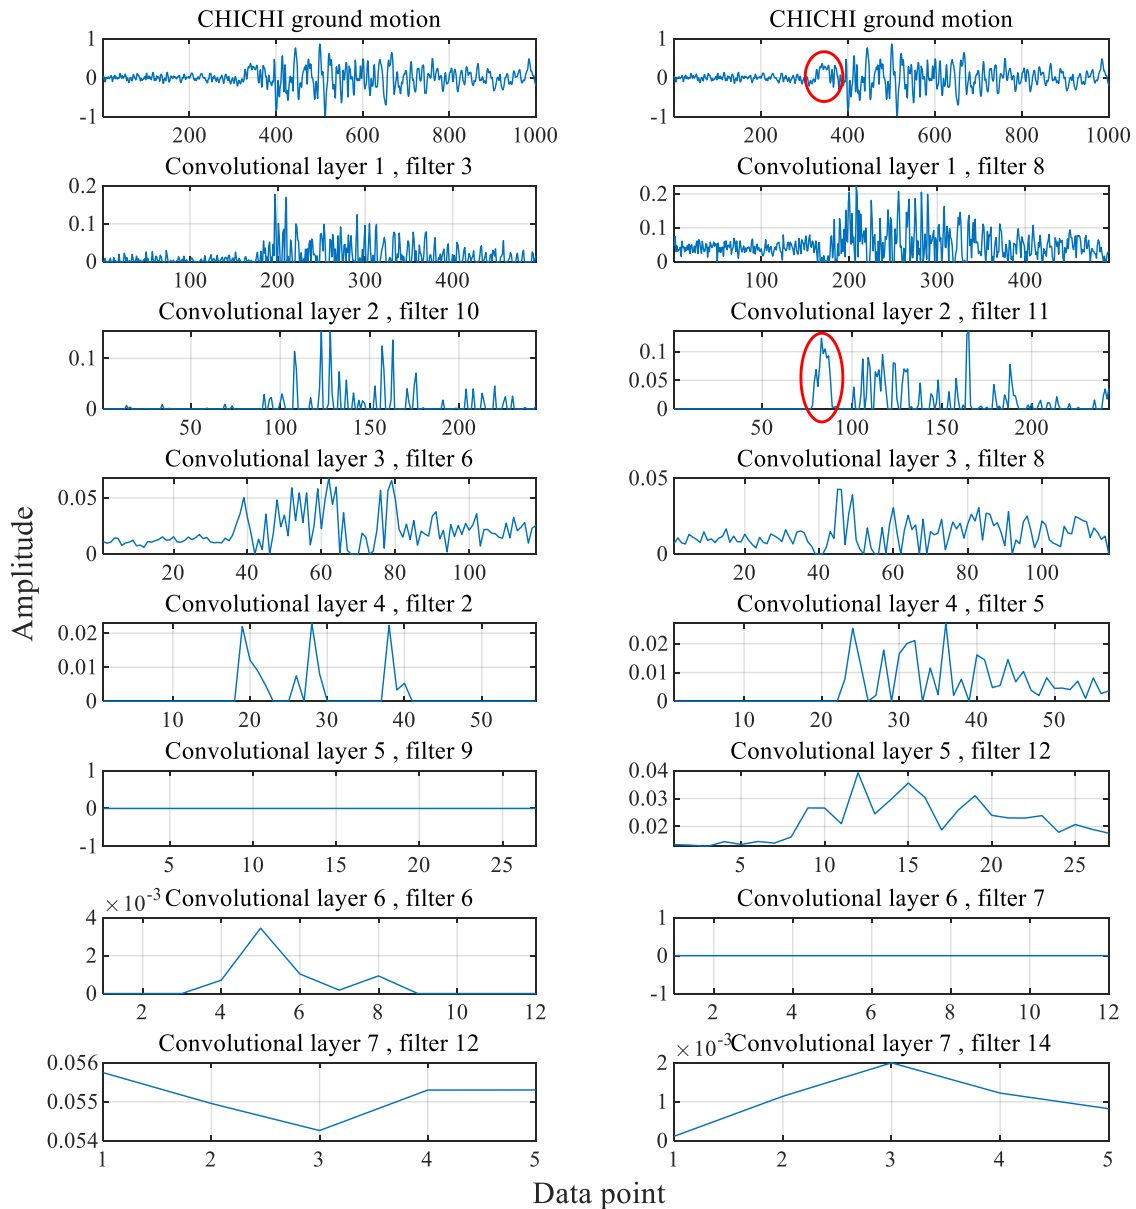 CHICHI ground motion
1
0
-1
200 400 600 800 1000
Convolutional layer 1 , filter 3
0.2
0.1
0
100 200 300 400
Convolutional layer 2 , filter 10
0.1
0
50 100 150 200
Convolutional layer 3 , filter 6
0.05
0
20 40 60 80 100
Convolutional layer 4 , filter 2
0.02
0.01
0
10 20 30 40 50
Convolutional layer 5 , filter 9
1
0
-1
5 10 15 20 25
×10⁻³ Convolutional layer 6 , filter 6
4
2
0
2 4 6 8 10 12
Convolutional layer 7 , filter 12
0.056
0.055
0.054
1 2 3 4 5
CHICHI ground motion
1
0
-1
200 400 600 800 1000
Convolutional layer 1 , filter 8
0.2
0.1
0
100 200 300 400
Convolutional layer 2 , filter 11
0.1
0.05
0
50 100 150 200
Convolutional layer 3 , filter 8
0.05
0
20 40 60 80 100
Convolutional layer 4 , filter 5
0.02
0.01
0
10 20 30 40 50
Convolutional layer 5 , filter 12
0.04
0.03
0.02
5 10 15 20 25
Convolutional layer 6 , filter 7
1
0
-1
2 4 6 8 10 12
×10⁻³ Convolutional layer 7 , filter 14
2
1
0
1 2 3 4 5
Amplitude
Data point